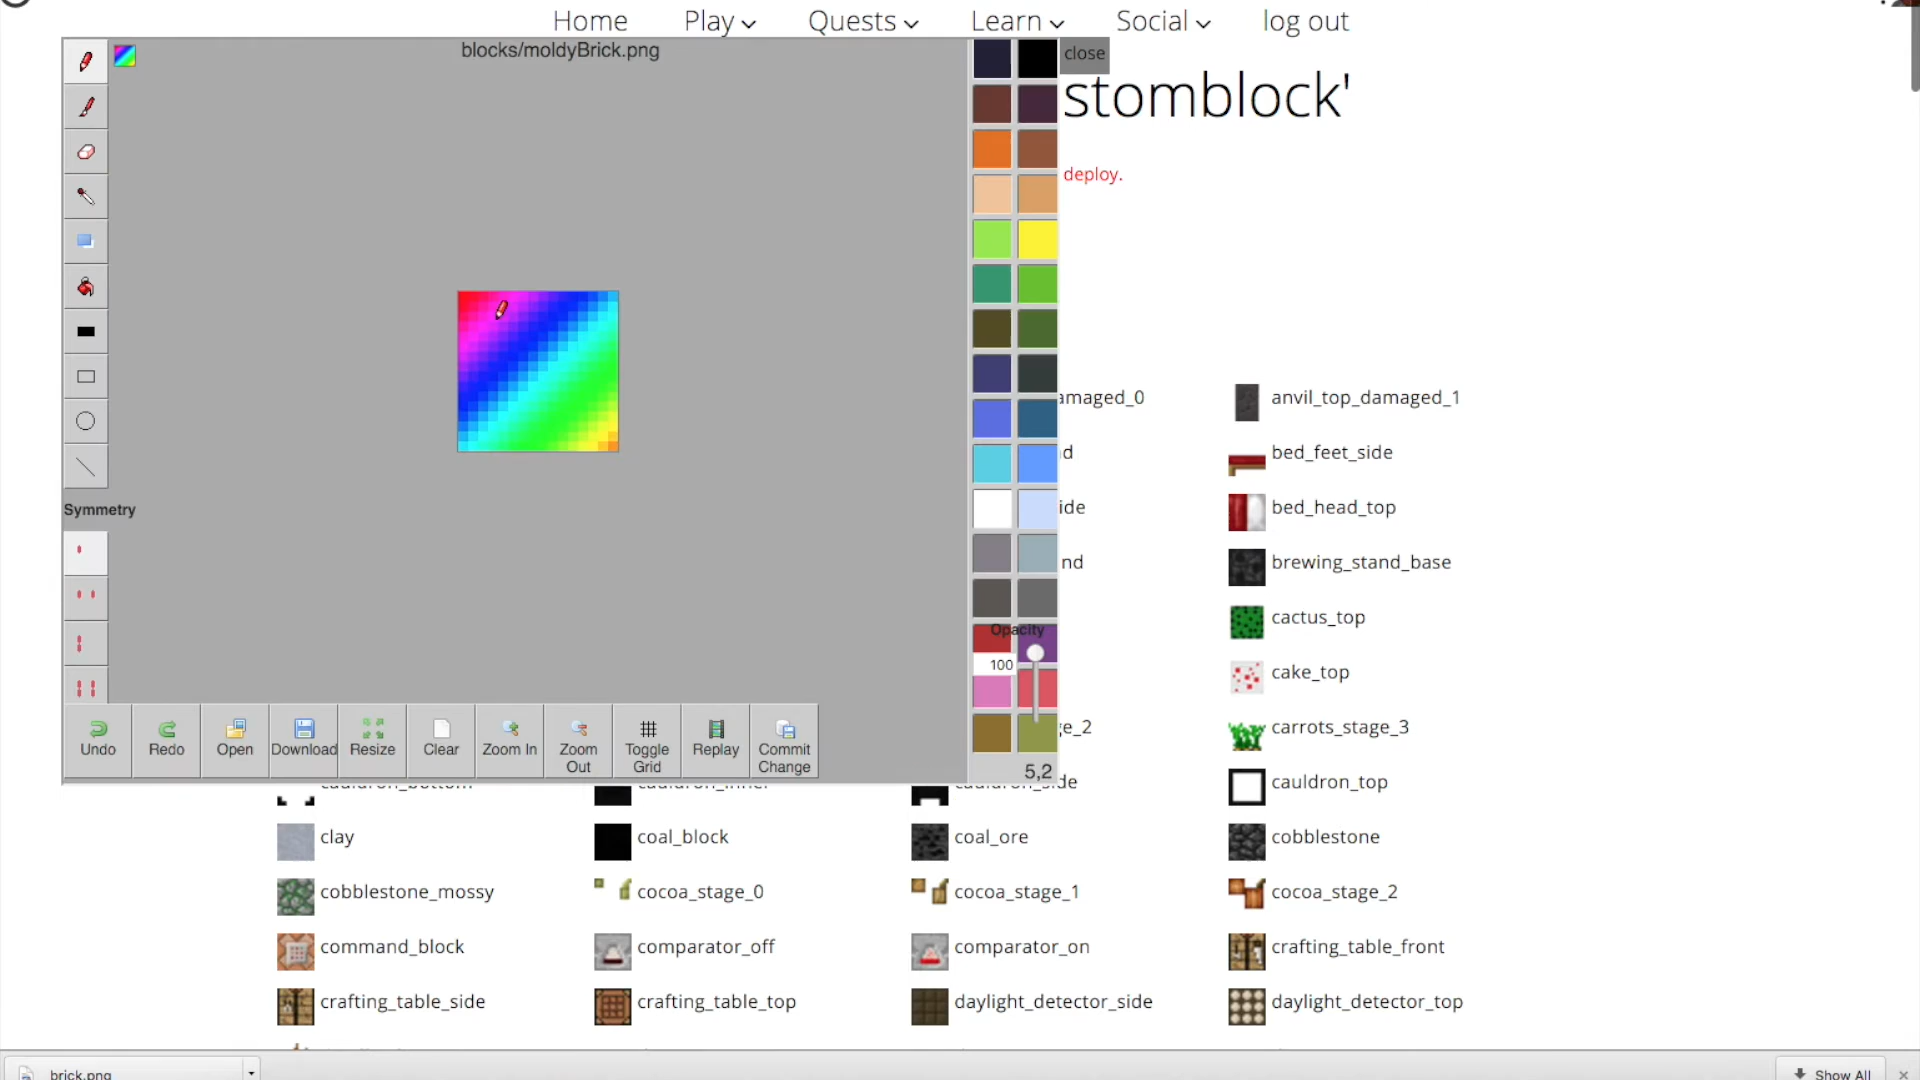 Home Play Quests Learn Social log out
blocks/moldyBrick.png
close
stomblock'
deploy.
amaged_0 anvil_top_damaged_1
d bed_feet_side
Symmetry
ide bed_head_top
nd brewing_stand_base
cactus_top
Opacity
100
cake_top
e_2 carrots_stage_3
Undo Redo Open Download Resize Clear Zoom In Zoom Out Toggle Grid Replay Commit Change
5,2
de cauldron_top
cauldron_bottom cauldron_inner cauldron_side
clay coal_block coal_ore cobblestone
cobblestone_mossy cocoa_stage_0 cocoa_stage_1 cocoa_stage_2
command_block comparator_off comparator_on crafting_table_front
crafting_table_side crafting_table_top daylight_detector_side daylight_detector_top
brick.png Show All